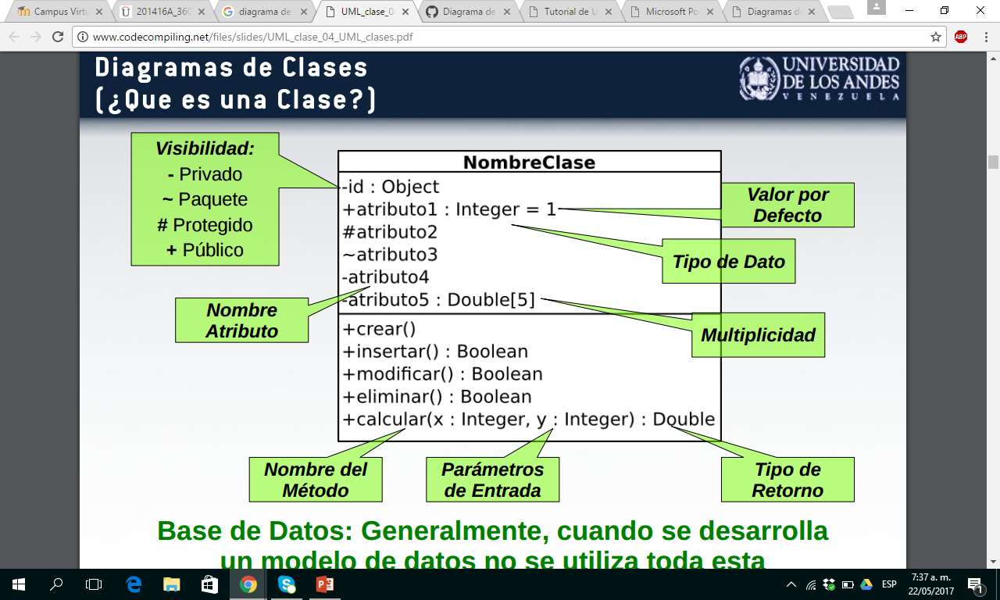 Campus Virtu
201416A_360
diagrama de
UML_clase_04
Diagrama de
Tutorial de U
Microsoft Po
Diagramas d
www.codecompiling.net/files/slides/UML_clase_04_UML_clases.pdf
ABP
Diagramas de Clases
(¿Que es una Clase?)
UNIVERSIDAD
DE LOS ANDES
VENEZUELA
Visibilidad:
- Privado
~ Paquete
# Protegido
+ Público
NombreClase
-id : Object
+atributo1 : Integer = 1
#atributo2
~atributo3
-atributo4
-atributo5 : Double[5]
Valor por
Defecto
Tipo de Dato
Nombre
Atributo
Multiplicidad
+crear()
+insertar() : Boolean
+modificar() : Boolean
+eliminar() : Boolean
+calcular(x : Integer, y : Integer) : Double
Nombre del
Método
Parámetros
de Entrada
Tipo de
Retorno
Base de Datos: Generalmente, cuando se desarrolla
un modelo de datos no se utiliza toda esta
ESP
7:37 a. m.
22/05/2017
1